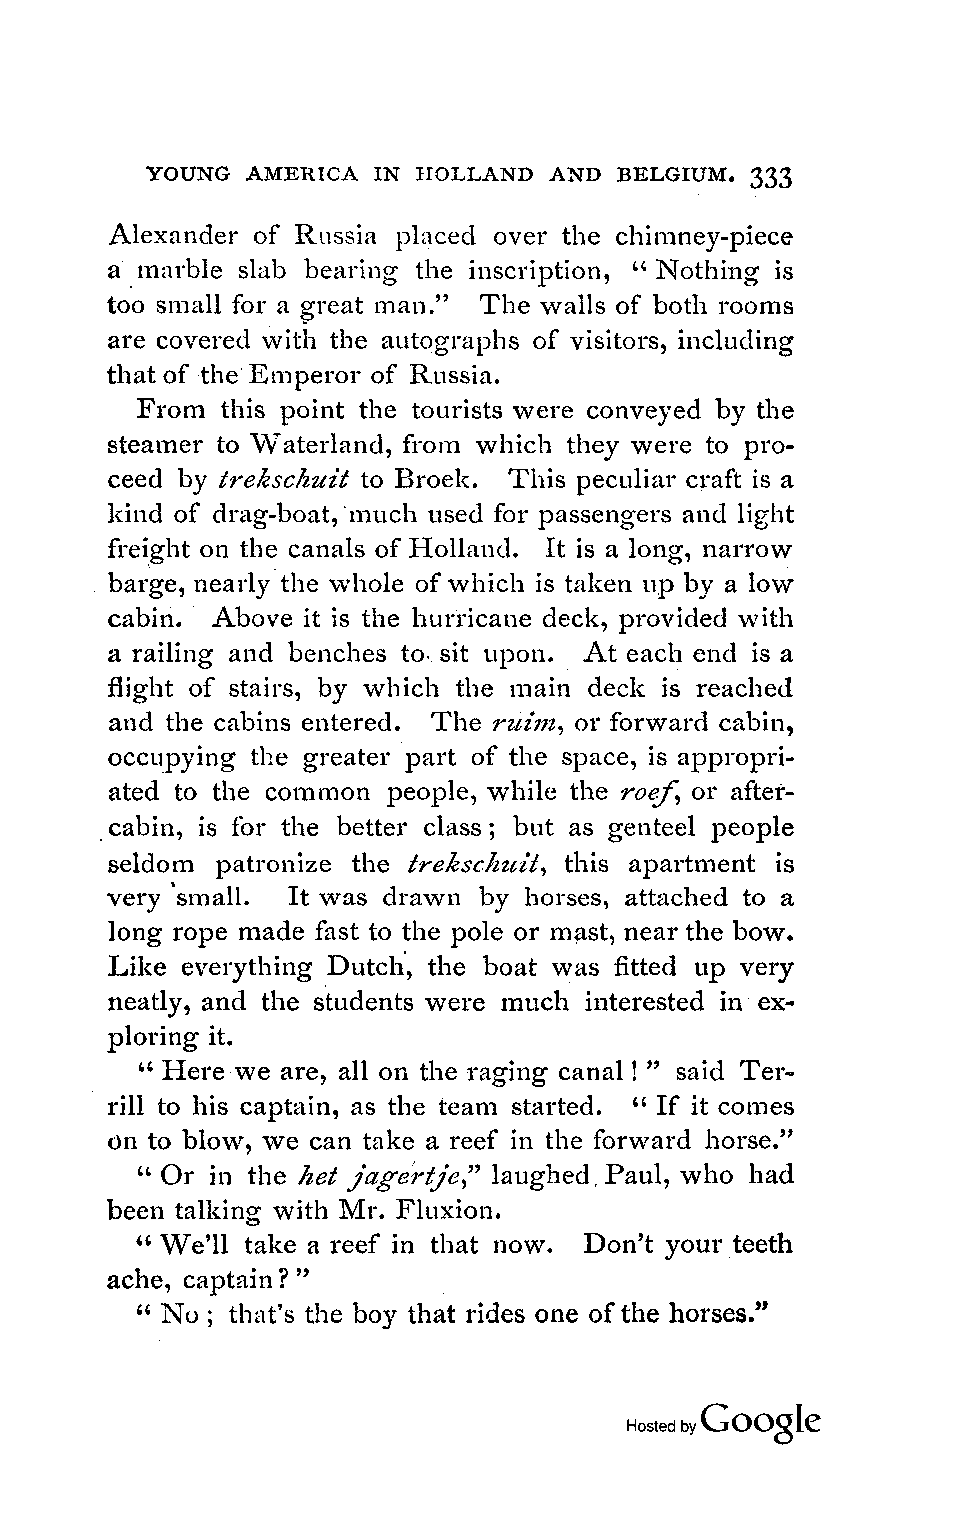 YOUNG AMERICA IN HOLLAND AND BELGIUM. 333
Alexander of Russia placed over the chimney-piece
a marble slab bearing the inscription, “ Nothing is
too small for a great man.” The walls of both rooms
are covered with the autographs of visitors, including
that of the Emperor of Russia.
From this point the tourists were conveyed by the
steamer to Waterland, from which they were to pro-
ceed by trekschuit to Broek. This peculiar craft is a
kind of drag-boat, much used for passengers and light
freight on the canals of Holland. It is a long, narrow
barge, nearly the whole of which is taken up by a low
cabin. Above it is the hurricane deck, provided with
a railing and benches to sit upon. At each end is a
flight of stairs, by which the main deck is reached
and the cabins entered. The ruim, or forward cabin,
occupying the greater part of the space, is appropri-
ated to the common people, while the roef, or after-
cabin, is for the better class; but as genteel people
seldom patronize the trekschuit, this apartment is
very small. It was drawn by horses, attached to a
long rope made fast to the pole or mast, near the bow.
Like everything Dutch, the boat was fitted up very
neatly, and the students were much interested in ex-
ploring it.
“ Here we are, all on the raging canal ! ” said Ter-
rill to his captain, as the team started. “ If it comes
on to blow, we can take a reef in the forward horse.”
“ Or in the het jagertje,” laughed Paul, who had
been talking with Mr. Fluxion.
“ We'll take a reef in that now. Don't your teeth
ache, captain ? ”
“ No ; that's the boy that rides one of the horses.”
Hosted by Google